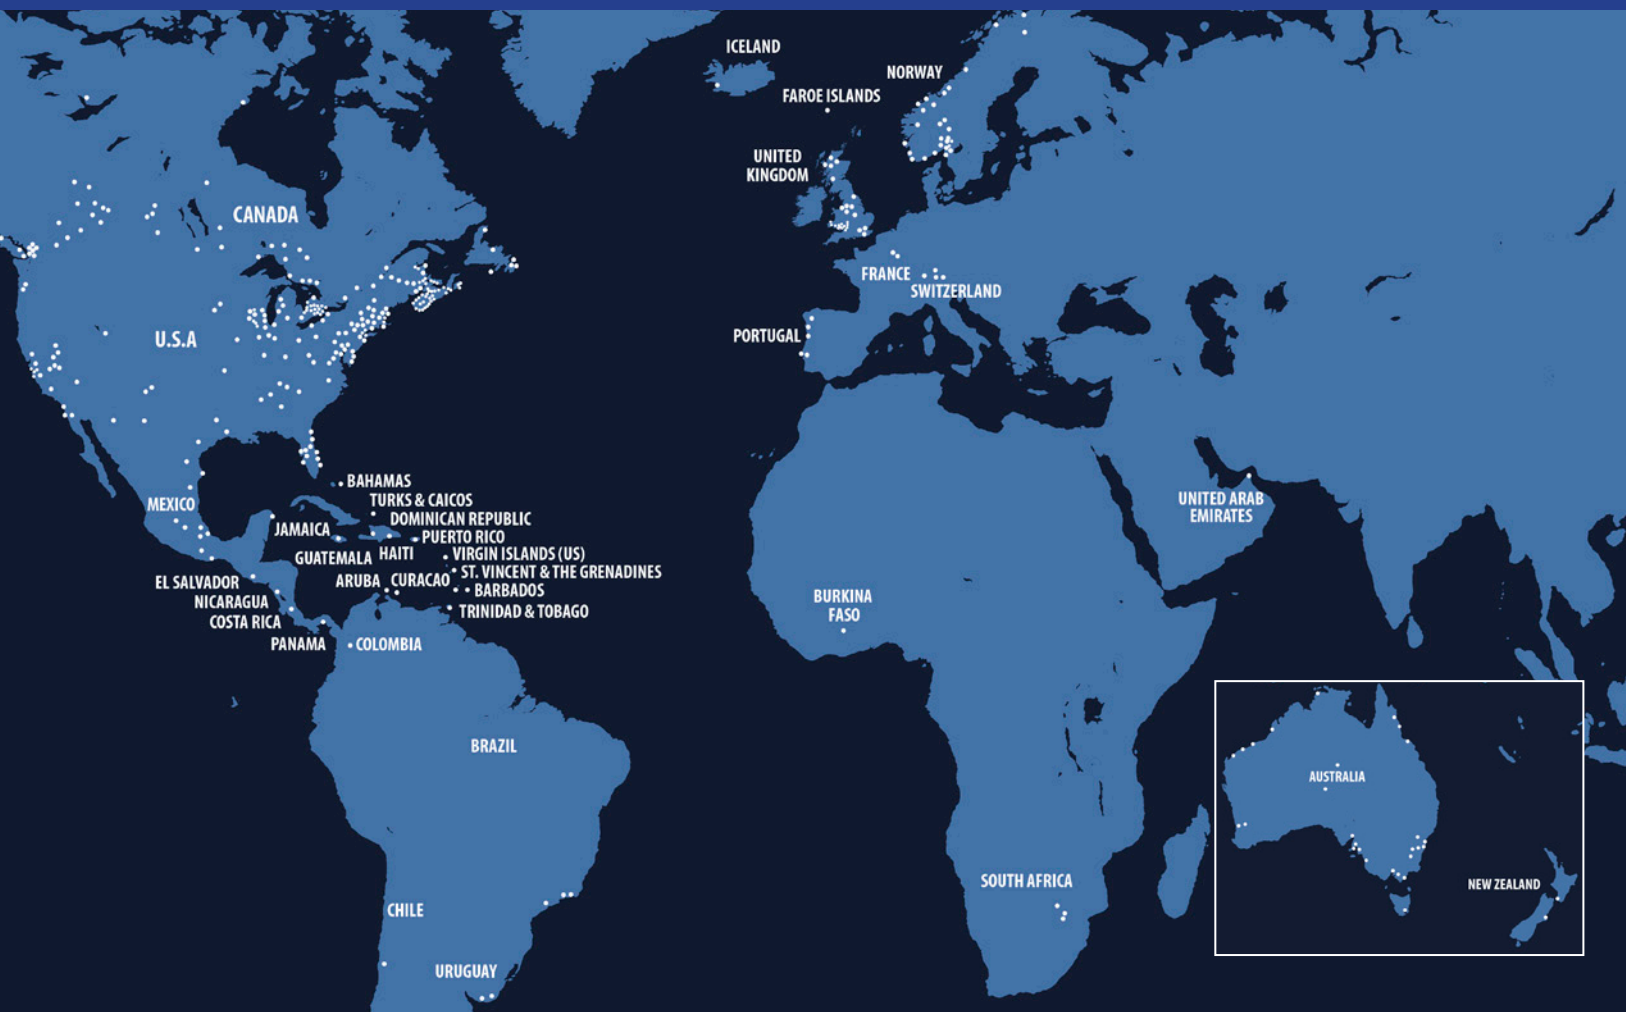 ICELAND
NORWAY
FAROE ISLANDS
UNITED
KINGDOM
CANADA
FRANCE
SWITZERLAND
PORTUGAL
U.S.A
BAHAMAS
MEXICO
TURKS & CAICOS
DOMINICAN REPUBLIC
JAMAICA
PUERTO RICO
GUATEMALA
HAITI
VIRGIN ISLANDS (US)
ST. VINCENT & THE GRENADINES
EL SALVADOR
ARUBA
CURACAO
BARBADOS
NICARAGUA
TRINIDAD & TOBAGO
COSTA RICA
PANAMA
COLOMBIA
UNITED ARAB
EMIRATES
BURKINA
FASO
BRAZIL
AUSTRALIA
SOUTH AFRICA
NEW ZEALAND
CHILE
URUGUAY